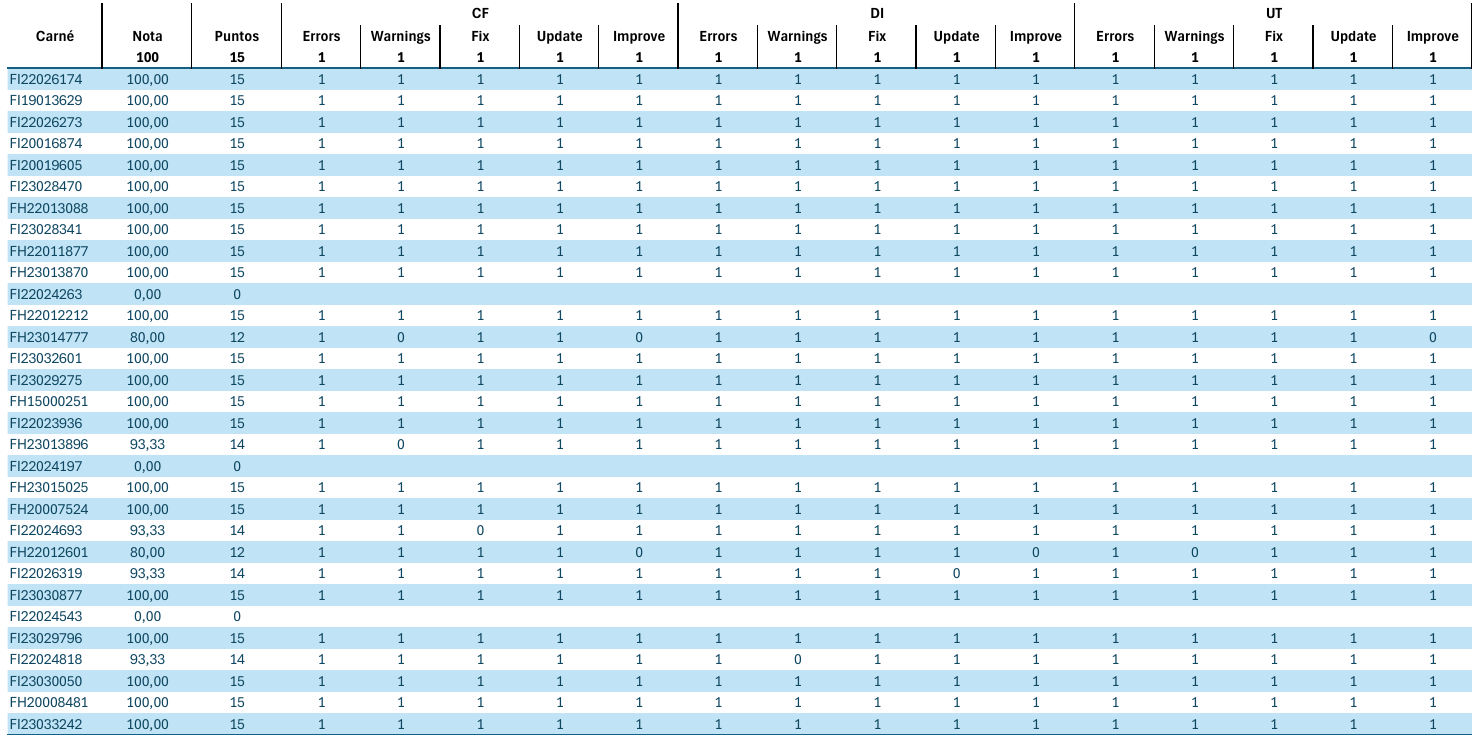 CF DI UT
Carné Nota Puntos Errors Warnings Fix Update Improve Errors Warnings Fix Update Improve Errors Warnings Fix Update Improve
100 15 1 1 1 1 1 1 1 1 1 1 1 1 1 1 1
FI22026174 100,00 15 1 1 1 1 1 1 1 1 1 1 1 1 1 1 1
FI19013629 100,00 15 1 1 1 1 1 1 1 1 1 1 1 1 1 1 1
FI22026273 100,00 15 1 1 1 1 1 1 1 1 1 1 1 1 1 1 1
FI20016874 100,00 15 1 1 1 1 1 1 1 1 1 1 1 1 1 1 1
FI20019605 100,00 15 1 1 1 1 1 1 1 1 1 1 1 1 1 1 1
FI23028470 100,00 15 1 1 1 1 1 1 1 1 1 1 1 1 1 1 1
FH22013088 100,00 15 1 1 1 1 1 1 1 1 1 1 1 1 1 1 1
FI23028341 100,00 15 1 1 1 1 1 1 1 1 1 1 1 1 1 1 1
FH22011877 100,00 15 1 1 1 1 1 1 1 1 1 1 1 1 1 1 1
FH23013870 100,00 15 1 1 1 1 1 1 1 1 1 1 1 1 1 1 1
FI22024263 0,00 0
FH22012212 100,00 15 1 1 1 1 1 1 1 1 1 1 1 1 1 1 1
FH23014777 80,00 12 1 0 1 1 0 1 1 1 1 1 1 1 1 1 0
FI23032601 100,00 15 1 1 1 1 1 1 1 1 1 1 1 1 1 1 1
FI23029275 100,00 15 1 1 1 1 1 1 1 1 1 1 1 1 1 1 1
FH15000251 100,00 15 1 1 1 1 1 1 1 1 1 1 1 1 1 1 1
FI22023936 100,00 15 1 1 1 1 1 1 1 1 1 1 1 1 1 1 1
FH23013896 93,33 14 1 0 1 1 1 1 1 1 1 1 1 1 1 1 1
FI22024197 0,00 0
FH23015025 100,00 15 1 1 1 1 1 1 1 1 1 1 1 1 1 1 1
FH20007524 100,00 15 1 1 1 1 1 1 1 1 1 1 1 1 1 1 1
FI22024693 93,33 14 1 1 0 1 1 1 1 1 1 1 1 1 1 1 1
FH22012601 80,00 12 1 1 1 1 0 1 1 1 1 0 1 0 1 1 1
FI22026319 93,33 14 1 1 1 1 1 1 1 1 0 1 1 1 1 1 1
FI23030877 100,00 15 1 1 1 1 1 1 1 1 1 1 1 1 1 1 1
FI22024543 0,00 0
FI23029796 100,00 15 1 1 1 1 1 1 1 1 1 1 1 1 1 1 1
FI22024818 93,33 14 1 1 1 1 1 1 0 1 1 1 1 1 1 1 1
FI23030050 100,00 15 1 1 1 1 1 1 1 1 1 1 1 1 1 1 1
FH20008481 100,00 15 1 1 1 1 1 1 1 1 1 1 1 1 1 1 1
FI23033242 100,00 15 1 1 1 1 1 1 1 1 1 1 1 1 1 1 1